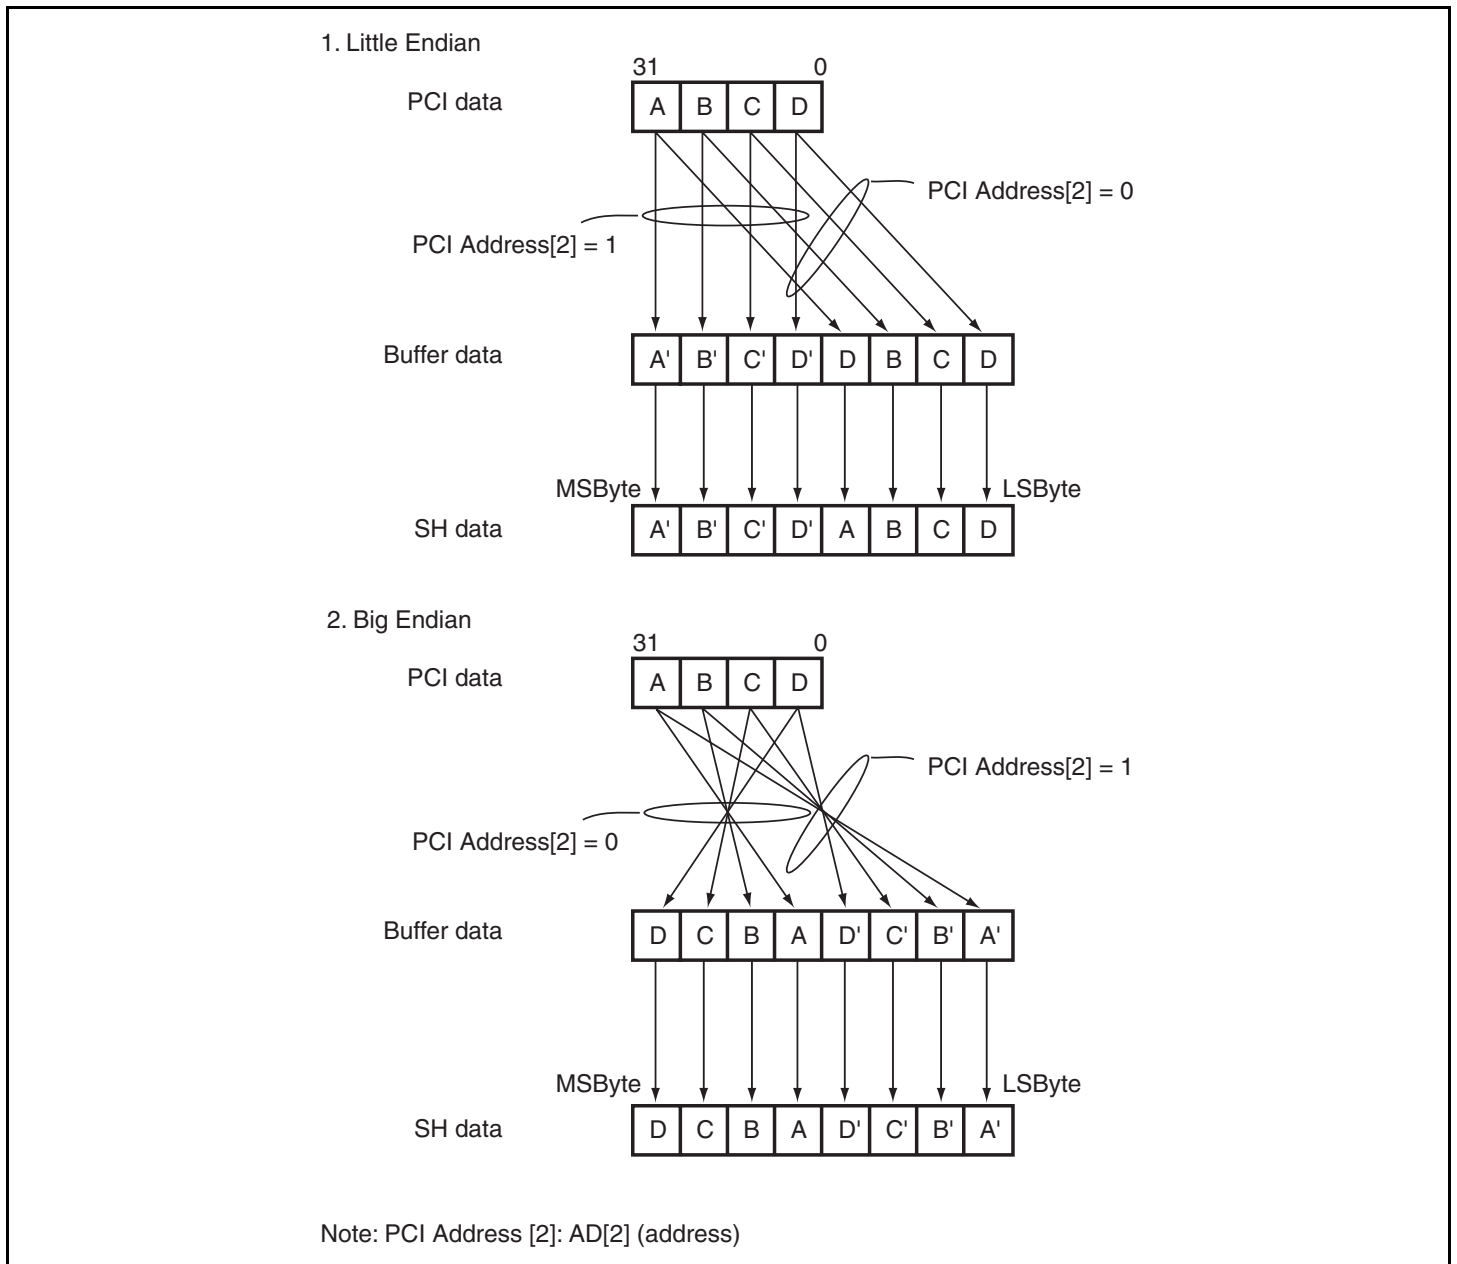 1. Little Endian
31 0
PCI data A B C D
PCI Address[2] = 0
PCI Address[2] = 1
Buffer data A' B' C' D' D B C D
MSByte LSByte
SH data A' B' C' D' A B C D
2. Big Endian
31 0
PCI data A B C D
PCI Address[2] = 1
PCI Address[2] = 0
Buffer data D C B A D' C' B' A'
MSByte LSByte
SH data D C B A D' C' B' A'
Note: PCI Address [2]: AD[2] (address)